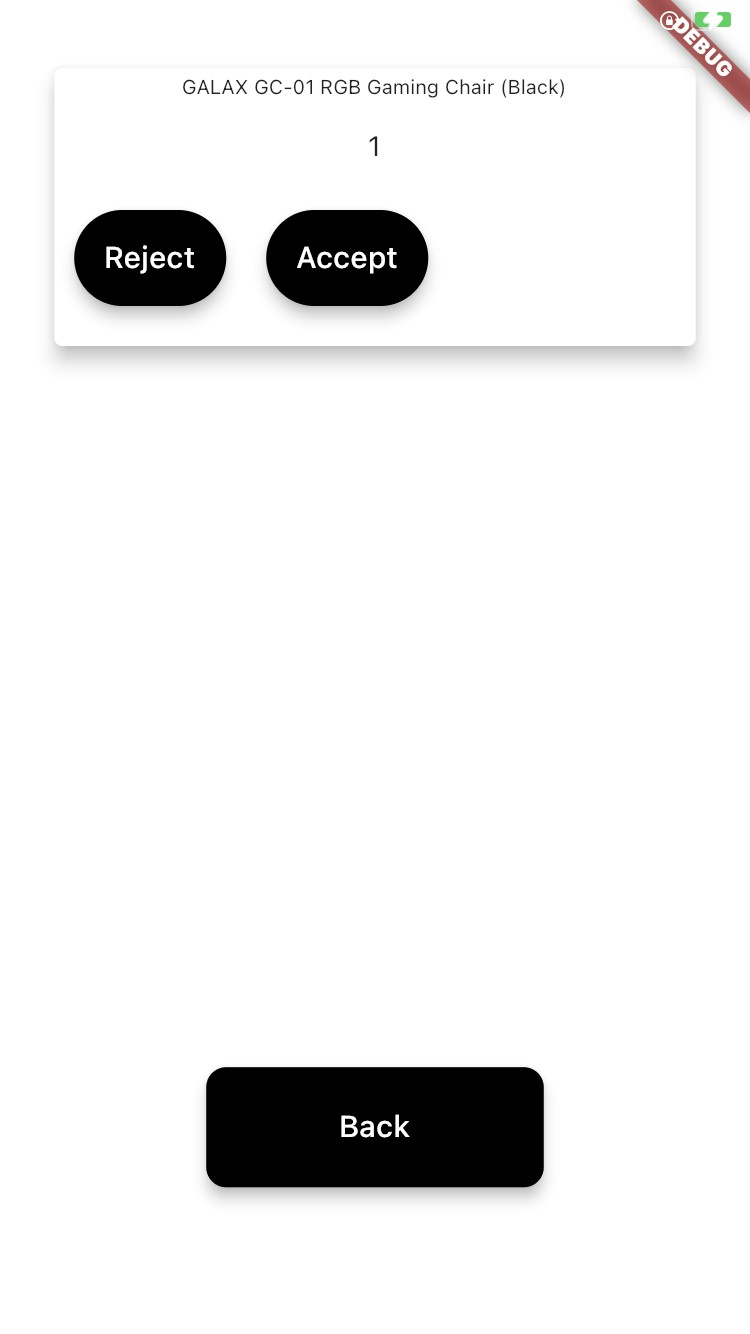 DEBUG
GALAX GC-01 RGB Gaming Chair (Black)
1
Reject Accept
Back